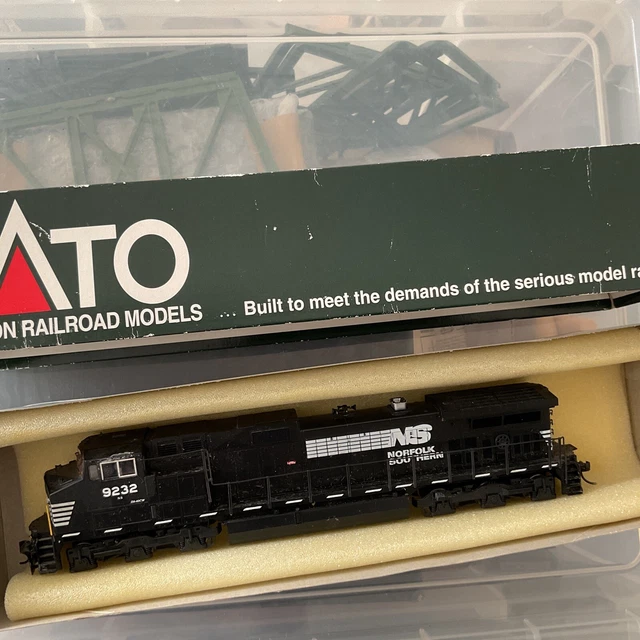 ATO
ON RAILROAD MODELS
... Built to meet the demands of the serious model ra
NS
NORFOLK
SOUTHERN
9232